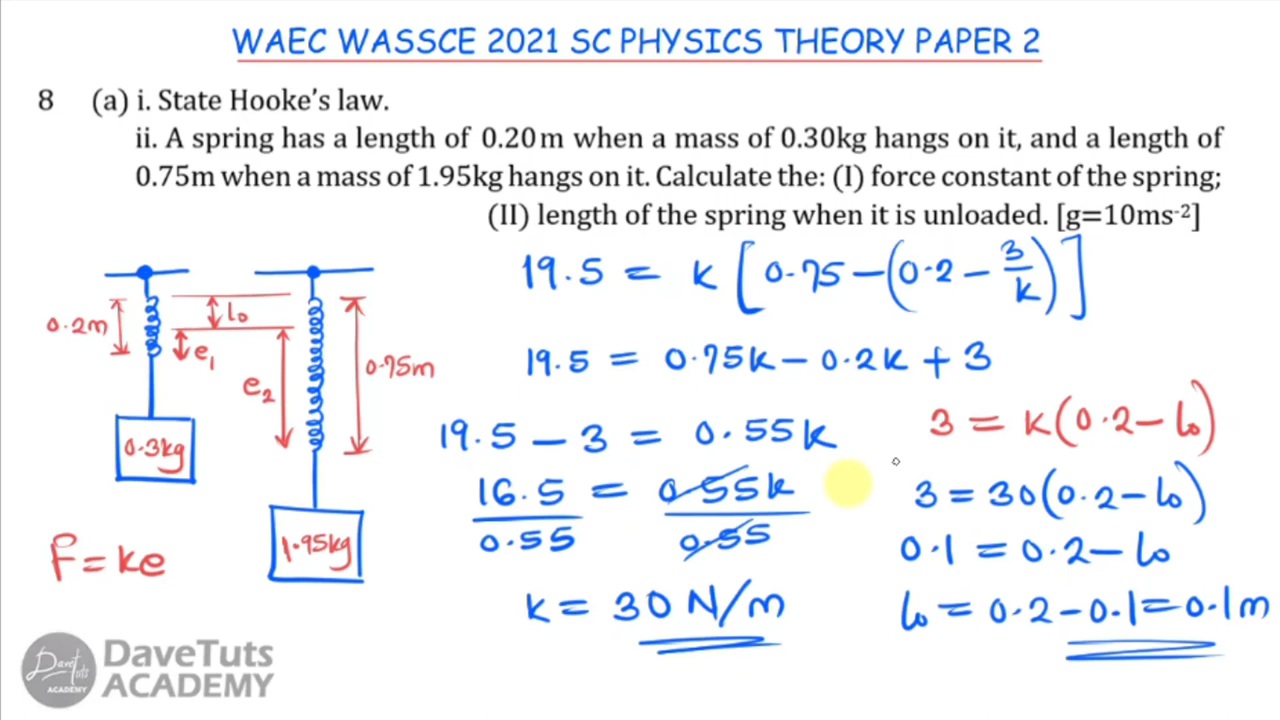 WAEC WASSCE 2021 SC PHYSICS THEORY PAPER 2
8 (a) i. State Hooke's law.
ii. A spring has a length of 0.20m when a mass of 0.30kg hangs on it, and a length of
0.75m when a mass of 1.95kg hangs on it. Calculate the: (I) force constant of the spring;
(II) length of the spring when it is unloaded. [g=10ms⁻²]
0.2m
l₀
e₁
e₂
0.75m
0.3kg
1.95kg
F = ke
19.5 = k[0.75 - (0.2 - 3/k)]
19.5 = 0.75k - 0.2k + 3
19.5 - 3 = 0.55k
16.5 = 0.55k
0.55 0.55
k = 30 N/m
3 = k(0.2 - l₀)
3 = 30(0.2 - l₀)
0.1 = 0.2 - l₀
l₀ = 0.2 - 0.1 = 0.1m
Dave Tuts
ACADEMY
DaveTuts
ACADEMY